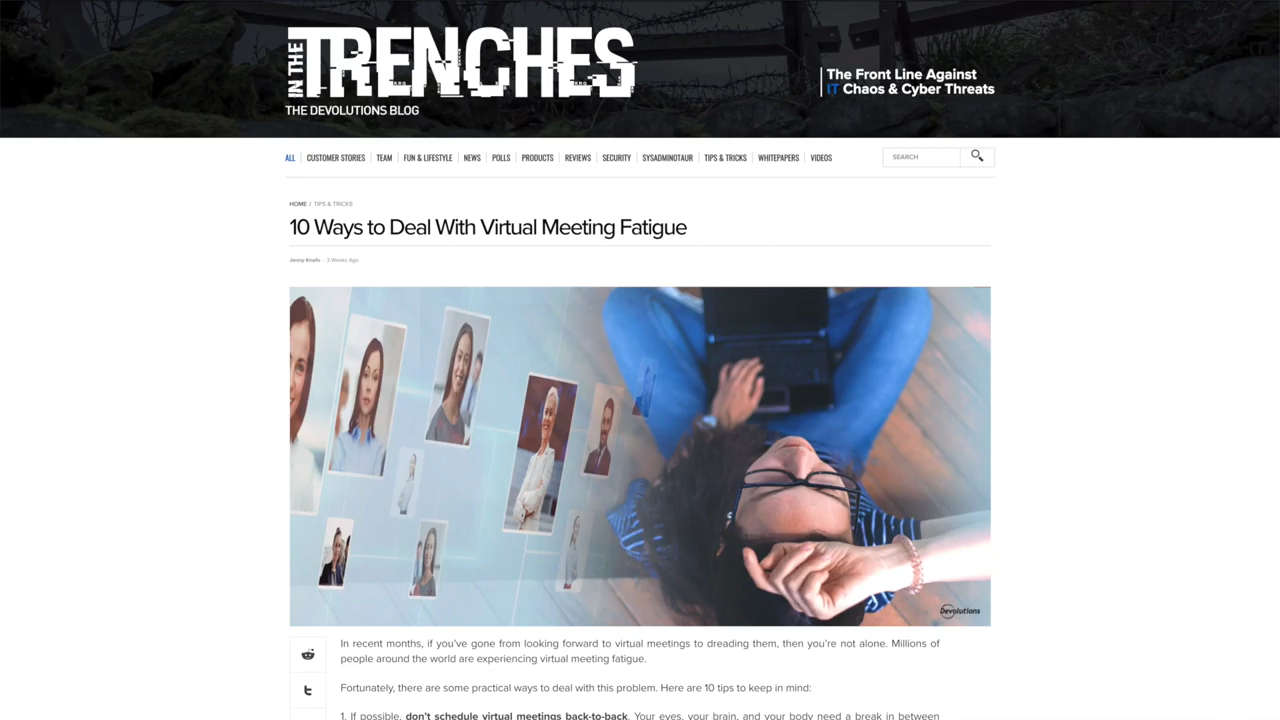 IN THE TRENCHES
THE DEVOLUTIONS BLOG
The Front Line Against
IT Chaos & Cyber Threats
ALL CUSTOMER STORIES TEAM FUN & LIFESTYLE NEWS POLLS PRODUCTS REVIEWS SECURITY SYSADMINOTAUR TIPS & TRICKS WHITEPAPERS VIDEOS SEARCH
HOME / TIPS & TRICKS
10 Ways to Deal With Virtual Meeting Fatigue
Jenny Knafo - 3 Weeks Ago
Devolutions
In recent months, if you've gone from looking forward to virtual meetings to dreading them, then you're not alone. Millions of
people around the world are experiencing virtual meeting fatigue.
Fortunately, there are some practical ways to deal with this problem. Here are 10 tips to keep in mind:
1. If possible, don't schedule virtual meetings back-to-back. Your eyes, your brain, and your body need a break in between